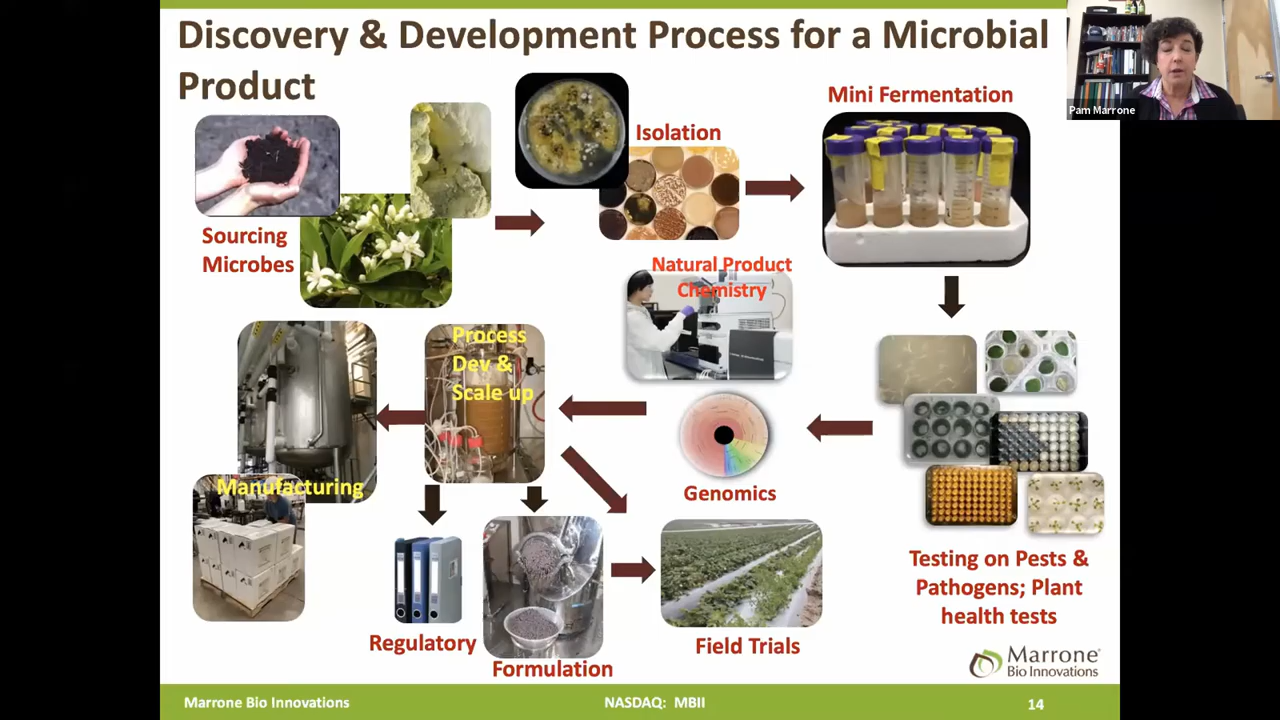 Discovery & Development Process for a Microbial
Product
Pam Marrone
Mini Fermentation
Isolation
Sourcing
Microbes
Natural Product
Chemistry
Process
Dev &
Scale up
Manufacturing
Genomics
Testing on Pests &
Pathogens; Plant
health tests
Regulatory
Formulation
Field Trials
Marrone®
Bio Innovations
Marrone Bio Innovations
NASDAQ: MBII
14